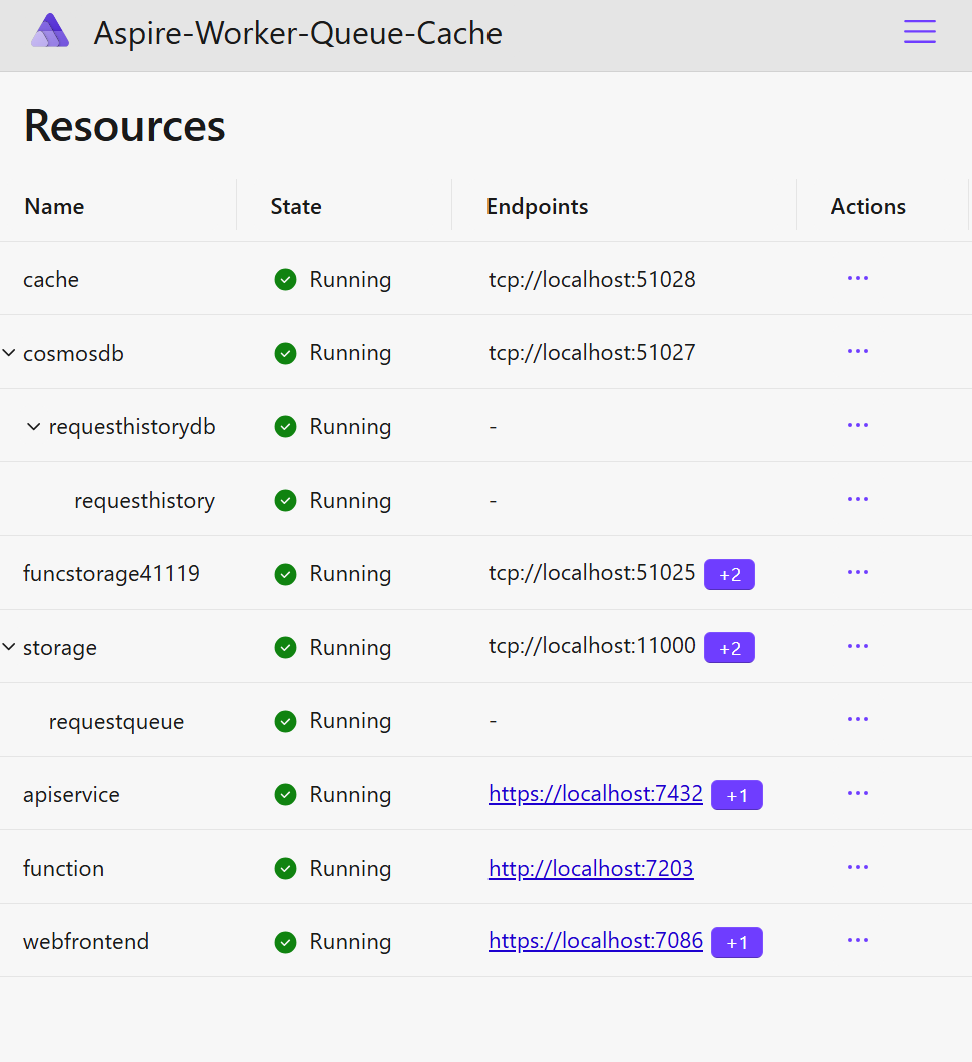 Aspire-Worker-Queue-Cache
Resources
Name State Endpoints Actions
cache Running tcp://localhost:51028 ...
cosmosdb Running tcp://localhost:51027 ...
requesthistorydb Running - ...
requesthistory Running - ...
funcstorage41119 Running tcp://localhost:51025 +2 ...
storage Running tcp://localhost:11000 +2 ...
requestqueue Running - ...
apiservice Running https://localhost:7432 +1 ...
function Running http://localhost:7203 ...
webfrontend Running https://localhost:7086 +1 ...